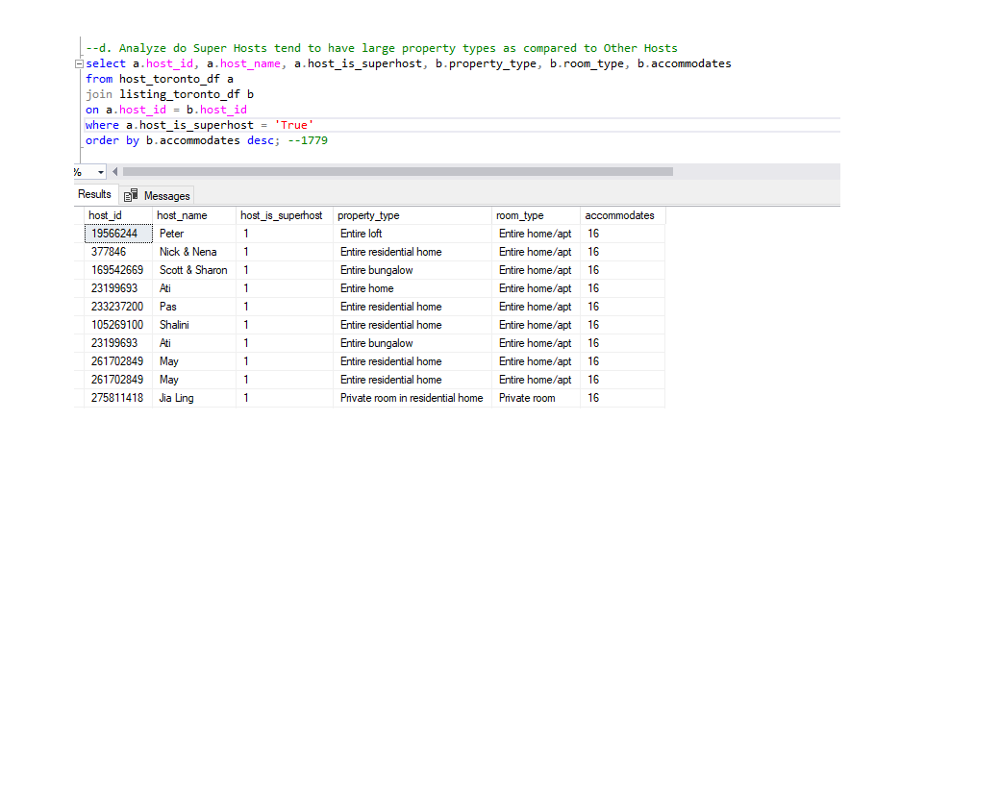 --d. Analyze do Super Hosts tend to have large property types as compared to Other Hosts
select a.host_id, a.host_name, a.host_is_superhost, b.property_type, b.room_type, b.accommodates
from host_toronto_df a
join listing_toronto_df b
on a.host_id = b.host_id
where a.host_is_superhost = 'True'
order by b.accommodates desc; --1779
%
Results Messages
host_id host_name host_is_superhost property_type room_type accommodates
19566244 Peter 1 Entire loft Entire home/apt 16
377846 Nick & Nena 1 Entire residential home Entire home/apt 16
169542669 Scott & Sharon 1 Entire bungalow Entire home/apt 16
23199693 Ati 1 Entire home Entire home/apt 16
233237200 Pas 1 Entire residential home Entire home/apt 16
105269100 Shalini 1 Entire residential home Entire home/apt 16
23199693 Ati 1 Entire bungalow Entire home/apt 16
261702849 May 1 Entire residential home Entire home/apt 16
261702849 May 1 Entire residential home Entire home/apt 16
275811418 Jia Ling 1 Private room in residential home Private room 16